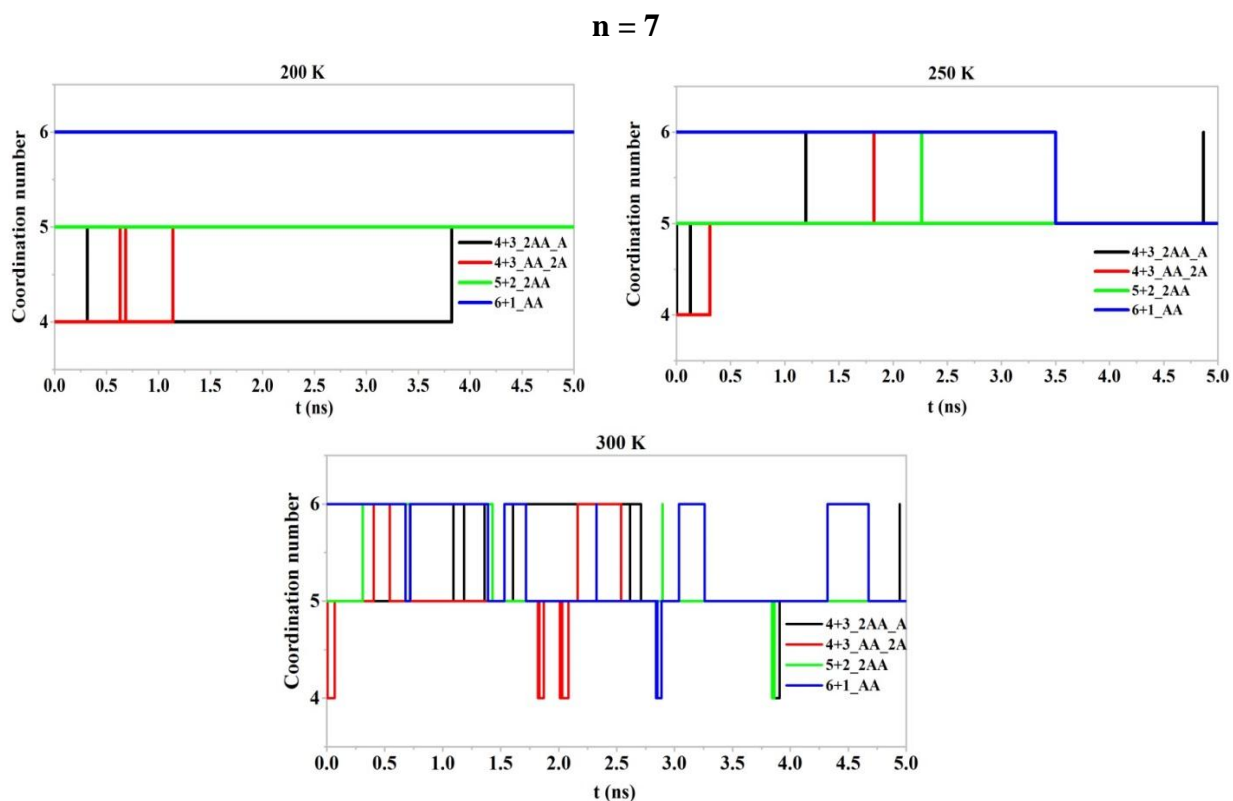 n = 7
200 K
Coordination number
6
5
4
4+3_2AA_A
4+3_AA_2A
5+2_2AA
6+1_AA
0.0 0.5 1.0 1.5 2.0 2.5 3.0 3.5 4.0 4.5 5.0
t (ns)
250 K
Coordination number
6
5
4
4+3_2AA_A
4+3_AA_2A
5+2_2AA
6+1_AA
0.0 0.5 1.0 1.5 2.0 2.5 3.0 3.5 4.0 4.5 5.0
t (ns)
300 K
Coordination number
6
5
4
4+3_2AA_A
4+3_AA_2A
5+2_2AA
6+1_AA
0.0 0.5 1.0 1.5 2.0 2.5 3.0 3.5 4.0 4.5 5.0
t (ns)